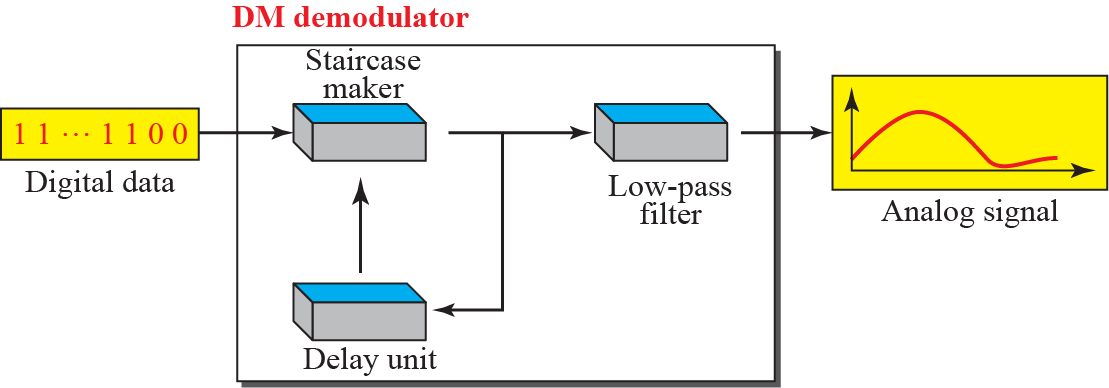 DM demodulator
Staircase
maker
1 1 ··· 1 1 0 0
Digital data
Low-pass
filter
Analog signal
Delay unit